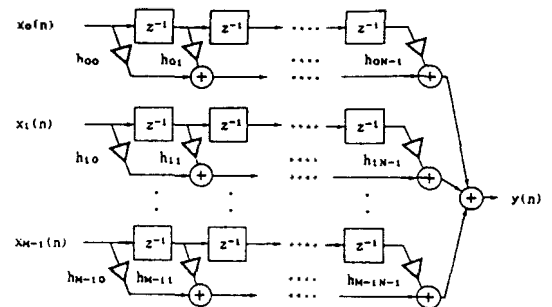 x₀(n) z⁻¹ z⁻¹ .... z⁻¹
h₀₀ h₀₁ .... h₀N-₁
+ .... +
x₁(n) z⁻¹ z⁻¹ .... z⁻¹
h₁₀ h₁₁ .... h₁N-₁
+ .... +
+ y(n)
xM-₁(n) z⁻¹ z⁻¹ .... z⁻¹
hM-₁₀ hM-₁₁ .... hM-₁N-₁
+ .... +